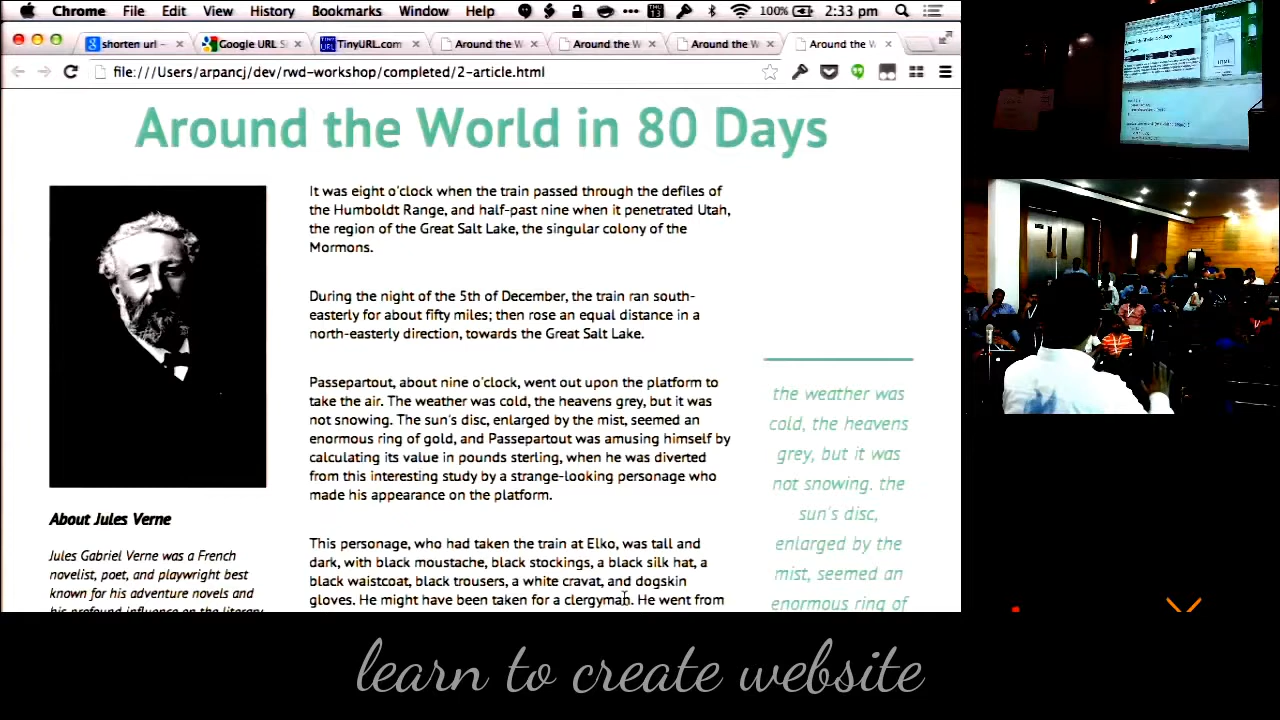 Chrome File Edit View History Bookmarks Window Help ••• THU 13 100% 2:33 pm
shorten url – Google URL S TinyURL.com Around the W Around the W Around the W Around the W
file:///Users/arpancj/dev/rwd-workshop/completed/2-article.html
Around the World in 80 Days
It was eight o'clock when the train passed through the defiles of
the Humboldt Range, and half-past nine when it penetrated Utah,
the region of the Great Salt Lake, the singular colony of the
Mormons.
During the night of the 5th of December, the train ran south-
easterly for about fifty miles; then rose an equal distance in a
north-easterly direction, towards the Great Salt Lake.
Passepartout, about nine o'clock, went out upon the platform to
take the air. The weather was cold, the heavens grey, but it was
not snowing. The sun's disc, enlarged by the mist, seemed an
enormous ring of gold, and Passepartout was amusing himself by
calculating its value in pounds sterling, when he was diverted
from this interesting study by a strange-looking personage who
made his appearance on the platform.
This personage, who had taken the train at Elko, was tall and
dark, with black moustache, black stockings, a black silk hat, a
black waistcoat, black trousers, a white cravat, and dogskin
gloves. He might have been taken for a clergyman. He went from
About Jules Verne
Jules Gabriel Verne was a French
novelist, poet, and playwright best
known for his adventure novels and
his profound influence on the literary
the weather was
cold, the heavens
grey, but it was
not snowing. the
sun's disc,
enlarged by the
mist, seemed an
enormous ring of
learn to create website